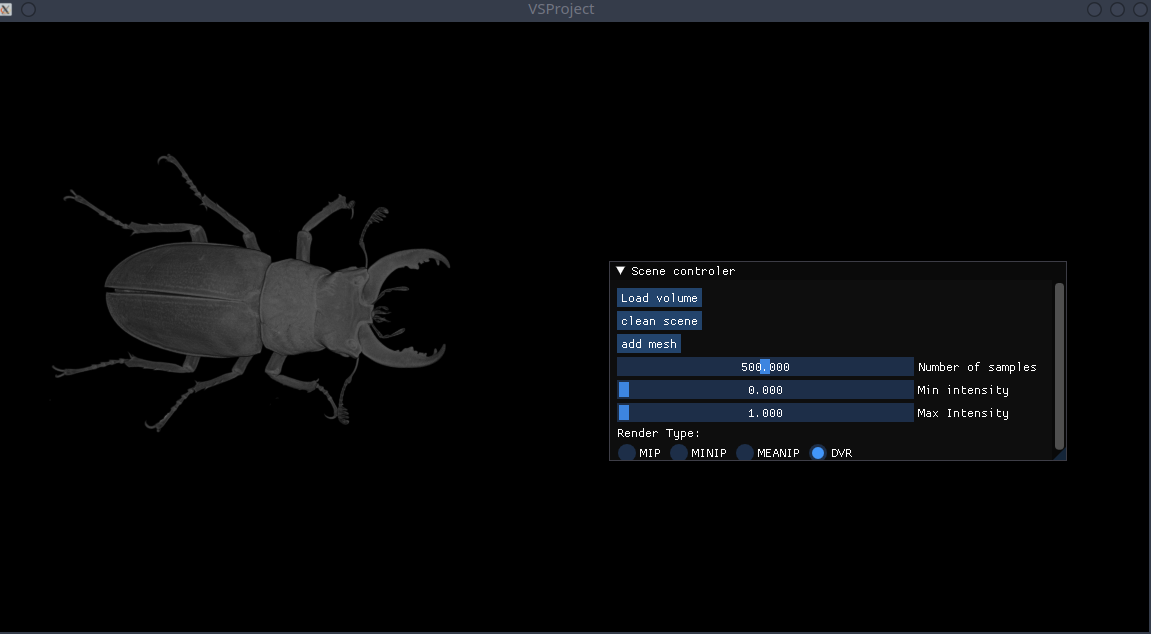 VSProject
Scene controler
Load volume
clean scene
add mesh
500.000 Number of samples
0.000 Min intensity
1.000 Max Intensity
Render Type:
MIP MINIP MEANIP DVR